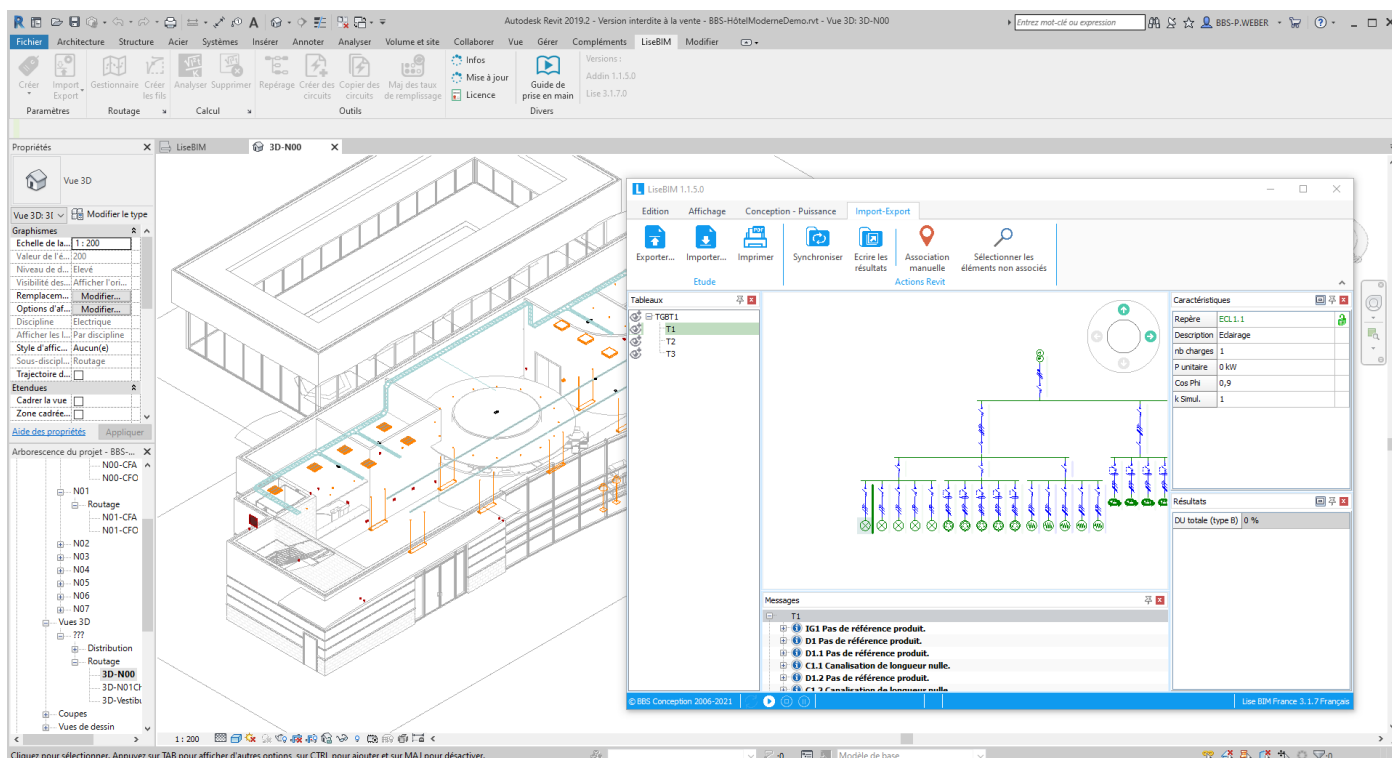 Autodesk Revit 2019.2 - Version interdite à la vente - BBS-HôtelModerneDemo.rvt - Vue 3D: 3D-N00
Entrez mot-clé ou expression
BBS-P.WEBER
Fichier Architecture Structure Acier Systèmes Insérer Annoter Analyser Volume et site Collaborer Vue Gérer Compléments LiseBIM Modifier
Créer
Import Export
Gestionnaire
Créer les fils
Analyser
Supprimer
Repérage
Créer des circuits
Copier des circuits
Maj des taux de remplissage
Infos
Mise à jour
Licence
Guide de prise en main
Versions :
Addin 1.1.5.0
Lise 3.1.7.0
Paramètres Routage Calcul Outils Divers
Propriétés
LiseBIM
3D-N00
Vue 3D
Vue 3D: 3(
Modifier le type
Graphismes
Echelle de la... 1 : 200
Valeur de l'é... 200
Niveau de d... Elevé
Visibilité des... Afficher l'ori...
Remplacem... Modifier...
Options d'af... Modifier...
Discipline Electrique
Afficher les l... Par discipline
Style d'affic... Aucun(e)
Sous-discipl... Routage
Trajectoire d...
Etendues
Cadrer la vue
Zone cadrée...
Aide des propriétés Appliquer
Arborescence du projet - BBS-...
N00-CFA
N00-CFO
N01
Routage
N01-CFA
N01-CFO
N02
N03
N04
N05
N06
N07
Vues 3D
???
Distribution
Routage
3D-N00
3D-N01Cl
3D-Vestibu
Coupes
Vues de dessin
LiseBIM 1.1.5.0
Edition Affichage Conception - Puissance Import-Export
PDF
Exporter...
Importer...
Imprimer
Synchroniser
Ecrire les résultats
Association manuelle
Sélectionner les éléments non associés
Etude Actions Revit
Tableaux
TGBT1
T1
T2
T3
Caractéristiques
Repère ECL1.1
Description Eclairage
nb charges 1
P unitaire 0 kW
Cos Phi 0,9
k Simul. 1
Résultats
DU totale (type B) 0 %
Messages
T1
IG1 Pas de référence produit.
D1 Pas de référence produit.
D1.1 Pas de référence produit.
C1.1 Canalisation de longueur nulle.
D1.2 Pas de référence produit.
C1.2 Canalisation de longueur nulle
© BBS Conception 2006-2021
Lise BIM France 3.1.7 Français
1 : 200
Cliquez pour sélectionner. Appuyez sur TAB pour afficher d'autres options, sur CTRL pour ajouter et sur MAJ pour désactiver.
:0
Modèle de base
:0